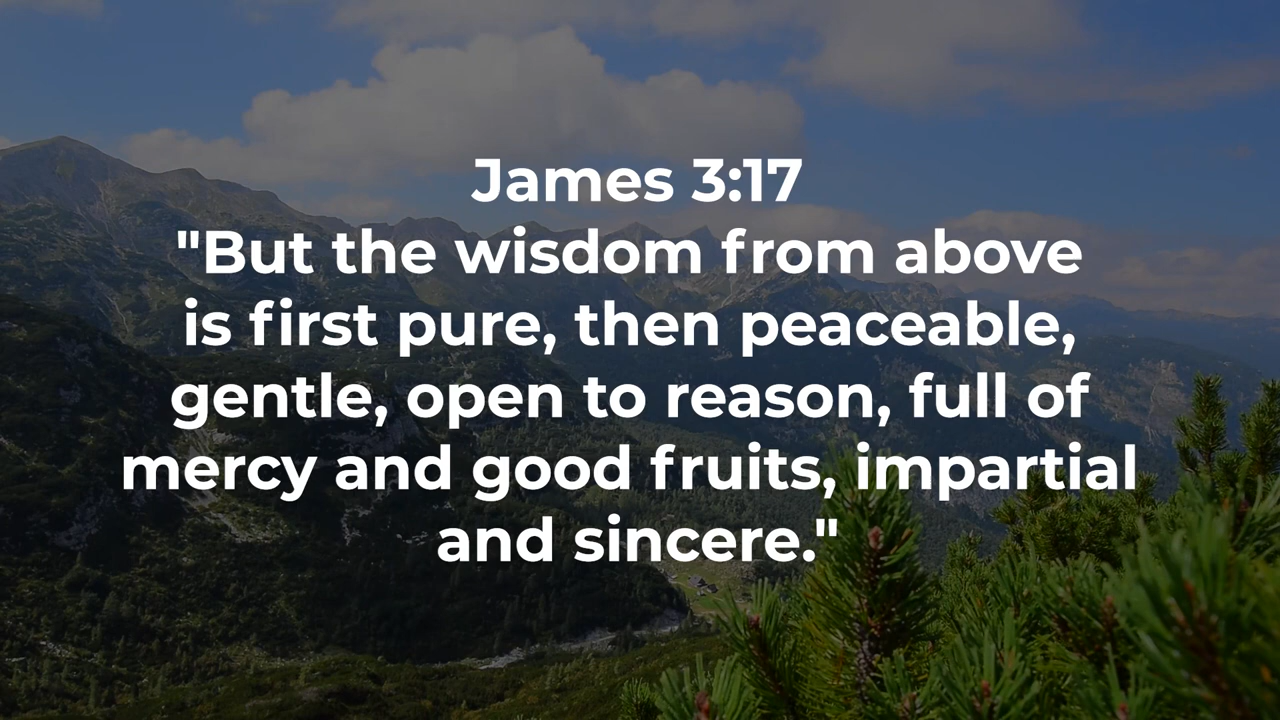 James 3:17
"But the wisdom from above
is first pure, then peaceable,
gentle, open to reason, full of
mercy and good fruits, impartial
and sincere."